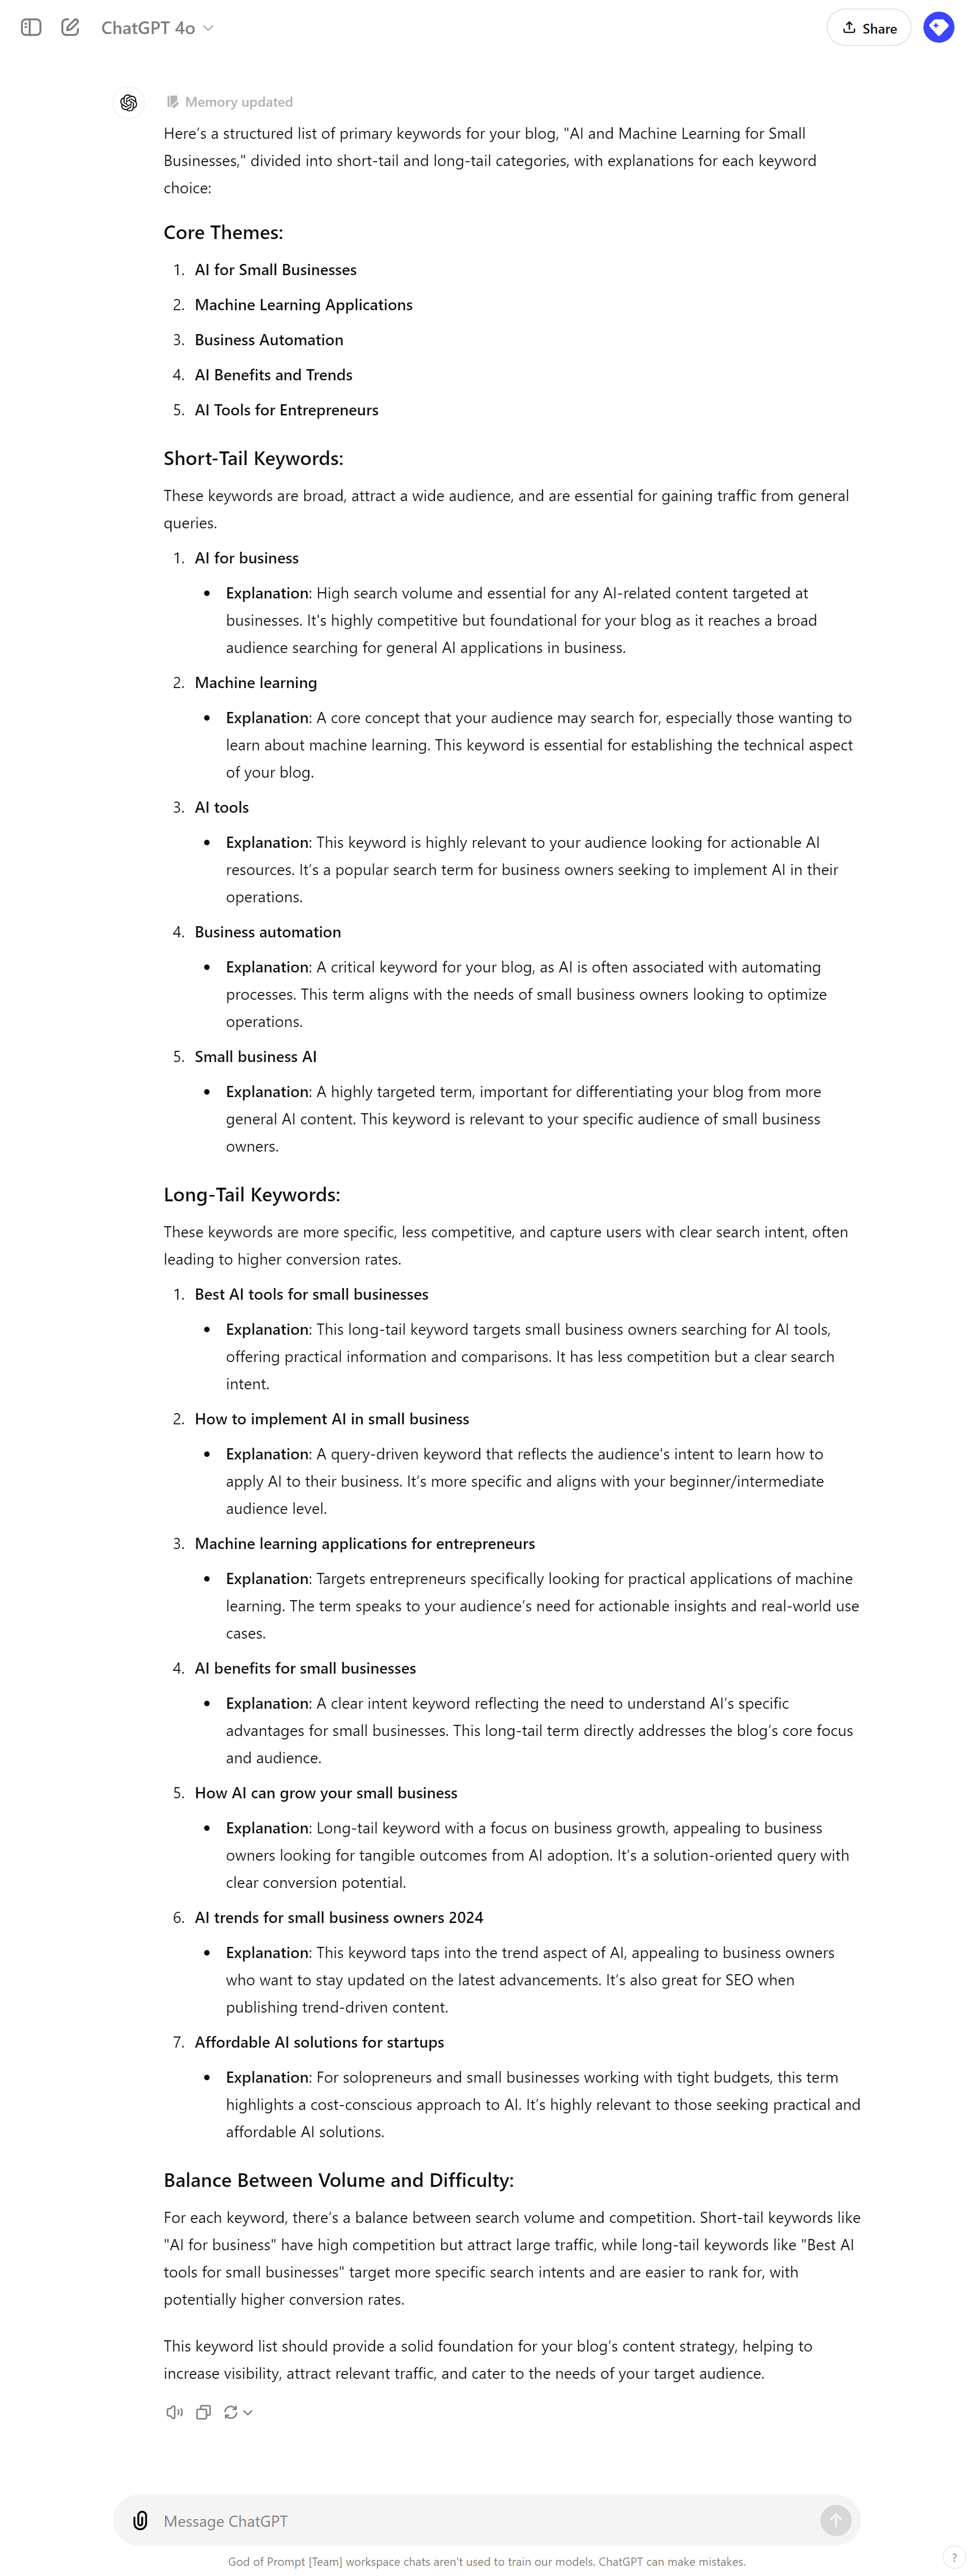 ChatGPT 4o
Share
Memory updated
Here’s a structured list of primary keywords for your blog, "AI and Machine Learning for Small
Businesses," divided into short-tail and long-tail categories, with explanations for each keyword
choice:
Core Themes:
1. AI for Small Businesses
2. Machine Learning Applications
3. Business Automation
4. AI Benefits and Trends
5. AI Tools for Entrepreneurs
Short-Tail Keywords:
These keywords are broad, attract a wide audience, and are essential for gaining traffic from general
queries.
1. AI for business
• Explanation: High search volume and essential for any AI-related content targeted at
businesses. It's highly competitive but foundational for your blog as it reaches a broad
audience searching for general AI applications in business.
2. Machine learning
• Explanation: A core concept that your audience may search for, especially those wanting to
learn about machine learning. This keyword is essential for establishing the technical aspect
of your blog.
3. AI tools
• Explanation: This keyword is highly relevant to your audience looking for actionable AI
resources. It’s a popular search term for business owners seeking to implement AI in their
operations.
4. Business automation
• Explanation: A critical keyword for your blog, as AI is often associated with automating
processes. This term aligns with the needs of small business owners looking to optimize
operations.
5. Small business AI
• Explanation: A highly targeted term, important for differentiating your blog from more
general AI content. This keyword is relevant to your specific audience of small business
owners.
Long-Tail Keywords:
These keywords are more specific, less competitive, and capture users with clear search intent, often
leading to higher conversion rates.
1. Best AI tools for small businesses
• Explanation: This long-tail keyword targets small business owners searching for AI tools,
offering practical information and comparisons. It has less competition but a clear search
intent.
2. How to implement AI in small business
• Explanation: A query-driven keyword that reflects the audience's intent to learn how to
apply AI to their business. It’s more specific and aligns with your beginner/intermediate
audience level.
3. Machine learning applications for entrepreneurs
• Explanation: Targets entrepreneurs specifically looking for practical applications of machine
learning. The term speaks to your audience’s need for actionable insights and real-world use
cases.
4. AI benefits for small businesses
• Explanation: A clear intent keyword reflecting the need to understand AI’s specific
advantages for small businesses. This long-tail term directly addresses the blog’s core focus
and audience.
5. How AI can grow your small business
• Explanation: Long-tail keyword with a focus on business growth, appealing to business
owners looking for tangible outcomes from AI adoption. It’s a solution-oriented query with
clear conversion potential.
6. AI trends for small business owners 2024
• Explanation: This keyword taps into the trend aspect of AI, appealing to business owners
who want to stay updated on the latest advancements. It’s also great for SEO when
publishing trend-driven content.
7. Affordable AI solutions for startups
• Explanation: For solopreneurs and small businesses working with tight budgets, this term
highlights a cost-conscious approach to AI. It’s highly relevant to those seeking practical and
affordable AI solutions.
Balance Between Volume and Difficulty:
For each keyword, there’s a balance between search volume and competition. Short-tail keywords like
"AI for business" have high competition but attract large traffic, while long-tail keywords like "Best AI
tools for small businesses" target more specific search intents and are easier to rank for, with
potentially higher conversion rates.
This keyword list should provide a solid foundation for your blog’s content strategy, helping to
increase visibility, attract relevant traffic, and cater to the needs of your target audience.
Message ChatGPT
God of Prompt [Team] workspace chats aren't used to train our models. ChatGPT can make mistakes.
?